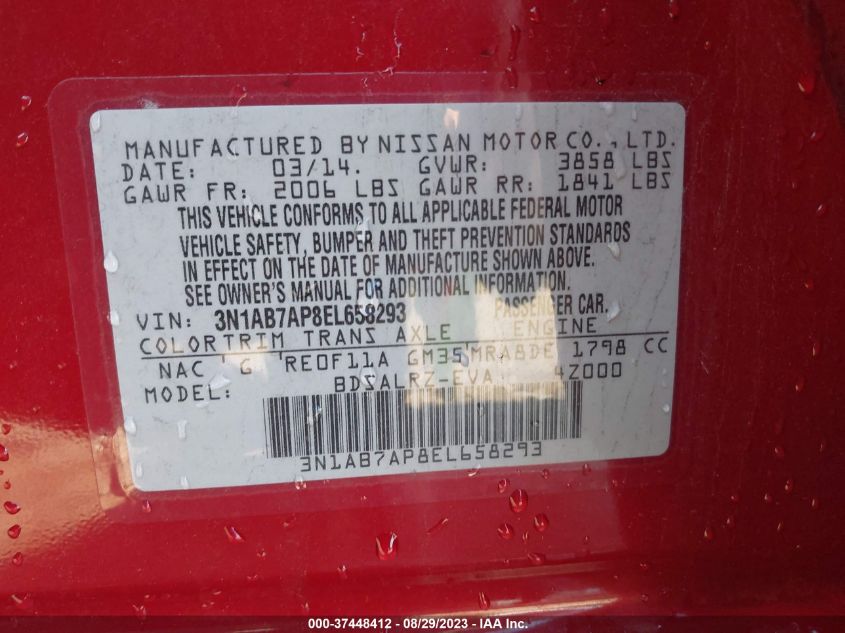 MANUFACTURED BY NISSAN MOTOR CO., LTD.
DATE: 03/14. GVWR: 3858 LBS
GAWR FR: 2006 LBS GAWR RR: 1841 LBS
THIS VEHICLE CONFORMS TO ALL APPLICABLE FEDERAL MOTOR
VEHICLE SAFETY, BUMPER AND THEFT PREVENTION STANDARDS
IN EFFECT ON THE DATE OF MANUFACTURE SHOWN ABOVE.
SEE OWNER'S MANUAL FOR ADDITIONAL INFORMATION.
VIN: 3N1AB7AP8EL658293 PASSENGER CAR.
COLORTRIM TRANS AXLE ENGINE
NAC G RE0F11A GM35 MRA8DE 1798 CC
MODEL: BDSALRZ-EVA 4Z000
3N1AB7AP8EL658293
000-37448412 - 08/29/2023 - IAA Inc.